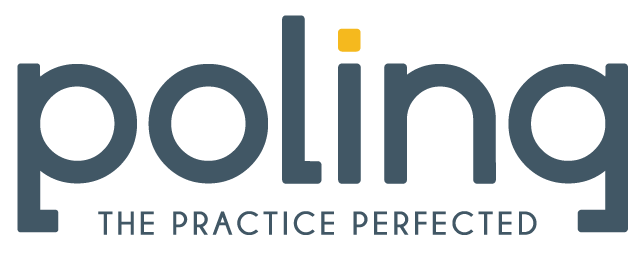 poling
THE PRACTICE PERFECTED